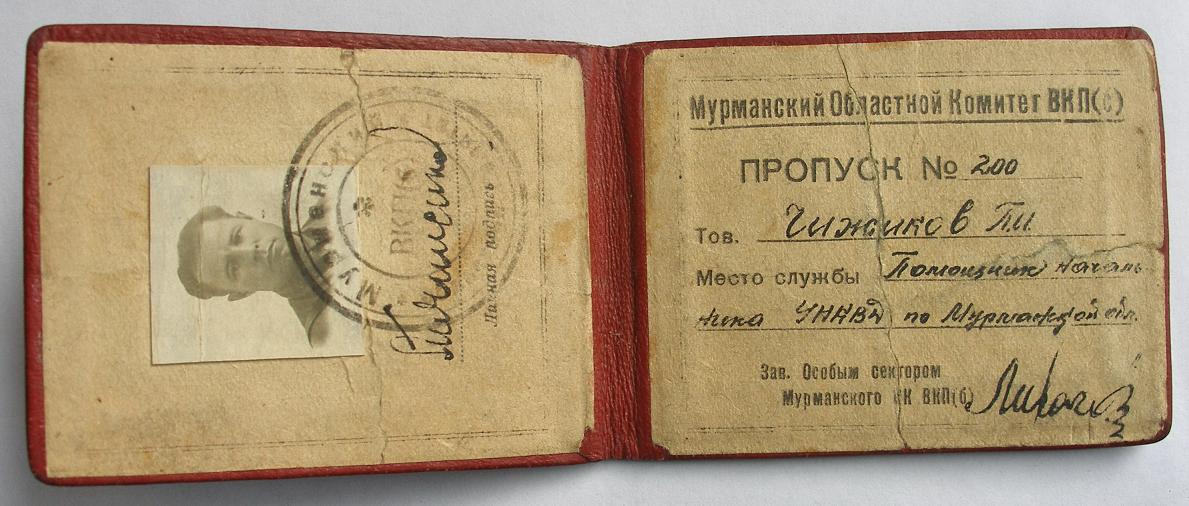 МУРМАНСКИЙ
ВКП(б)
Личная подпись
Мурманский Областной Комитет ВКП(б)
ПРОПУСК № 200
Тов. Чижиков П.И.
Место службы Помощник началь
ника УНКВД по Мурманской обл.
Зав. Особым сектором
Мурманского ОК ВКП(б)